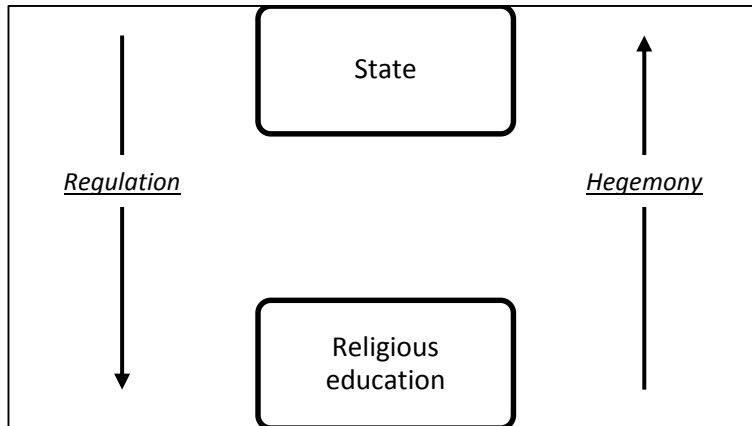 State
Regulation
Hegemony
Religious
education